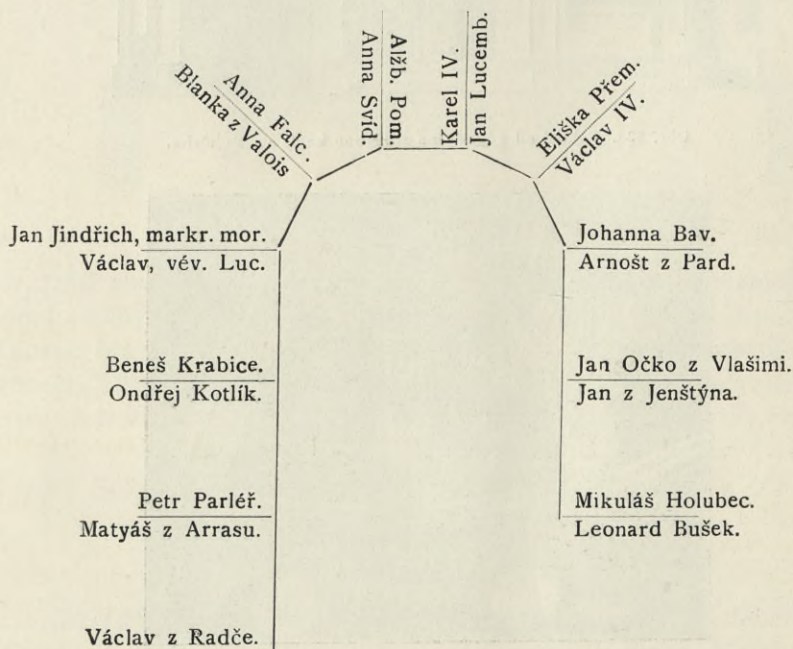 Anna Svid.
Alžb. Pom.
Karel IV.
Jan Lucemb.
Anna Falc.
Blanka z Valois
Eliška Přem.
Václav IV.
Jan Jindřich, markr. mor.
Václav, vév. Luc.
Johanna Bav.
Arnošt z Pard.
Beneš Krabice.
Ondřej Kotlík.
Jan Očko z Vlašimi.
Jan z Jenštýna.
Petr Parléř.
Matyáš z Arrasu.
Mikuláš Holubec.
Leonard Bušek.
Václav z Radče.